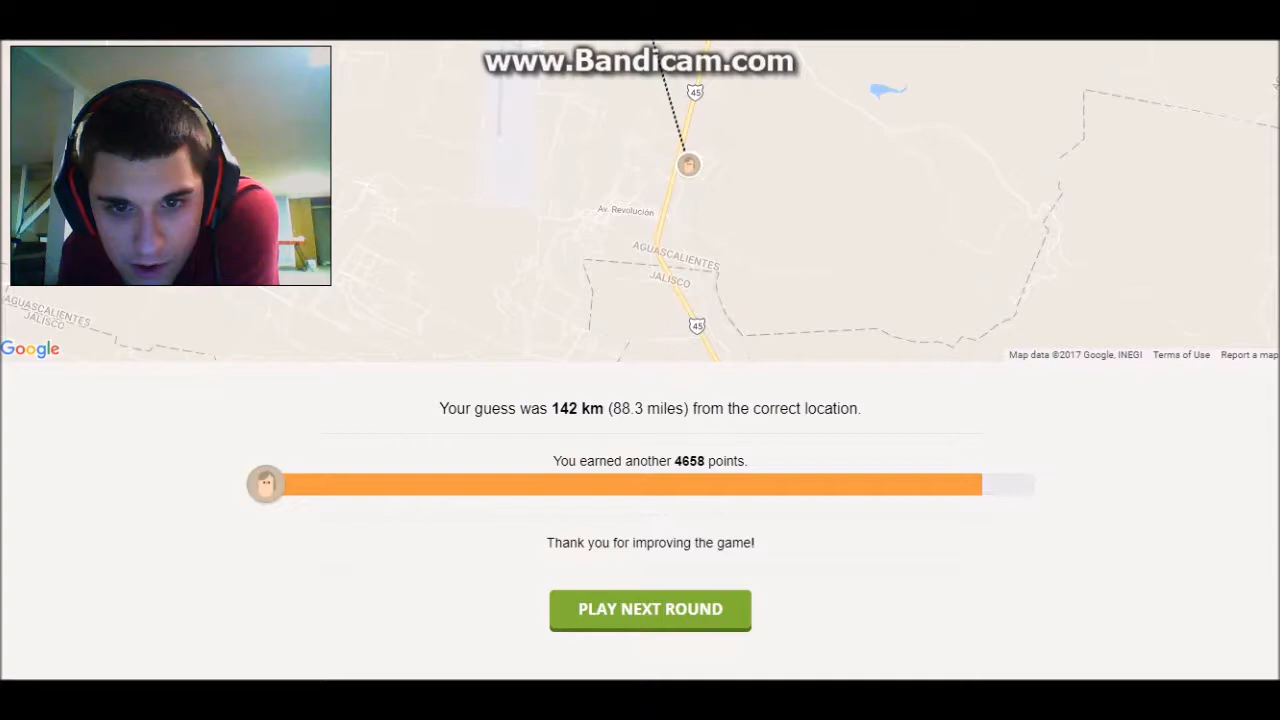 www.Bandicam.com
45
Av. Revolución
AGUASCALIENTES
JALISCO
AGUASCALIENTES
JALISCO
45
Google
Map data ©2017 Google, INEGI Terms of Use Report a map
Your guess was 142 km (88.3 miles) from the correct location.
You earned another 4658 points.
Thank you for improving the game!
PLAY NEXT ROUND